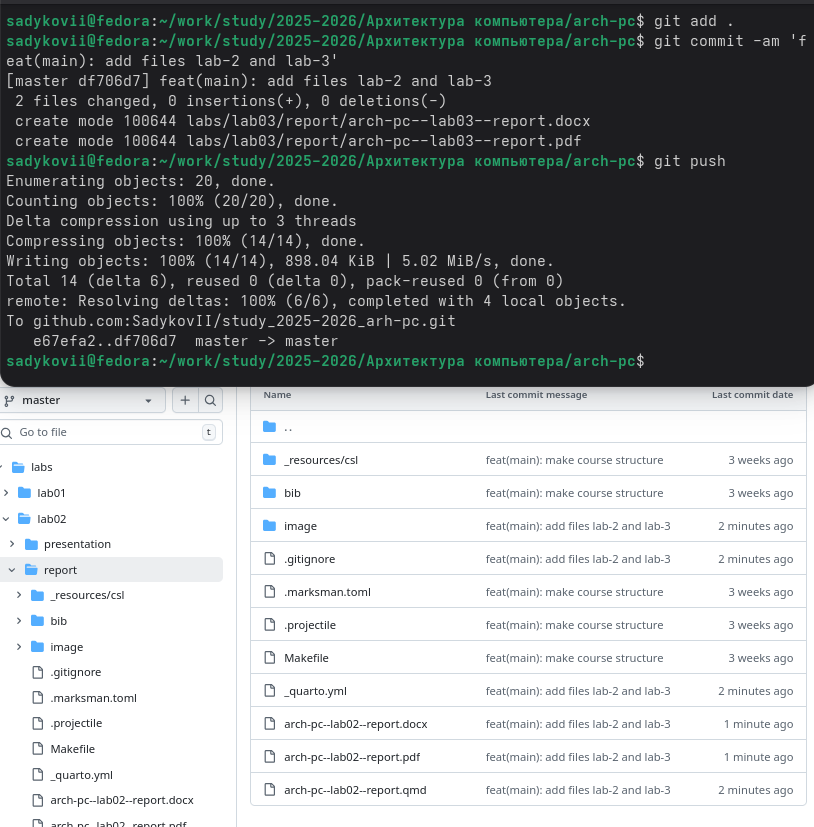 sadykovii@fedora:~/work/study/2025-2026/Архитектура компьютера/arch-pc$ git add .
sadykovii@fedora:~/work/study/2025-2026/Архитектура компьютера/arch-pc$ git commit -am 'f
eat(main): add files lab-2 and lab-3'
[master df706d7] feat(main): add files lab-2 and lab-3
 2 files changed, 0 insertions(+), 0 deletions(-)
 create mode 100644 labs/lab03/report/arch-pc--lab03--report.docx
 create mode 100644 labs/lab03/report/arch-pc--lab03--report.pdf
sadykovii@fedora:~/work/study/2025-2026/Архитектура компьютера/arch-pc$ git push
Enumerating objects: 20, done.
Counting objects: 100% (20/20), done.
Delta compression using up to 3 threads
Compressing objects: 100% (14/14), done.
Writing objects: 100% (14/14), 898.04 KiB | 5.02 MiB/s, done.
Total 14 (delta 6), reused 0 (delta 0), pack-reused 0 (from 0)
remote: Resolving deltas: 100% (6/6), completed with 4 local objects.
To github.com:SadykovII/study_2025-2026_arh-pc.git
   e67efa2..df706d7  master -> master
sadykovii@fedora:~/work/study/2025-2026/Архитектура компьютера/arch-pc$
master
Go to file t
labs
lab01
lab02
presentation
report
_resources/csl
bib
image
.gitignore
.marksman.toml
.projectile
Makefile
_quarto.yml
arch-pc--lab02--report.docx
arch-pc--lab02--report.pdf
Name Last commit message Last commit date
..
_resources/csl feat(main): make course structure 3 weeks ago
bib feat(main): make course structure 3 weeks ago
image feat(main): add files lab-2 and lab-3 2 minutes ago
.gitignore feat(main): add files lab-2 and lab-3 2 minutes ago
.marksman.toml feat(main): make course structure 3 weeks ago
.projectile feat(main): make course structure 3 weeks ago
Makefile feat(main): make course structure 3 weeks ago
_quarto.yml feat(main): add files lab-2 and lab-3 2 minutes ago
arch-pc--lab02--report.docx feat(main): add files lab-2 and lab-3 1 minute ago
arch-pc--lab02--report.pdf feat(main): add files lab-2 and lab-3 1 minute ago
arch-pc--lab02--report.qmd feat(main): add files lab-2 and lab-3 2 minutes ago